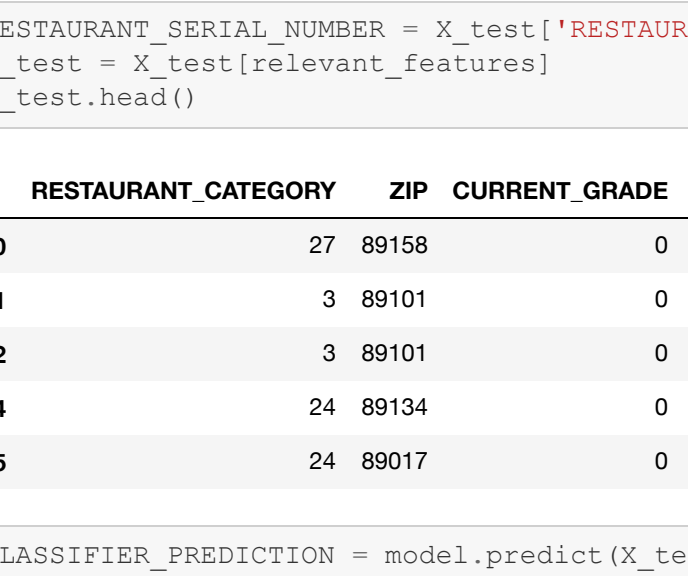 ESTAURANT_SERIAL_NUMBER = X_test['RESTAUR
_test = X_test[relevant_features]
_test.head()
RESTAURANT_CATEGORY ZIP CURRENT_GRADE
0 27 89158 0
1 3 89101 0
2 3 89101 0
4 24 89134 0
5 24 89017 0
LASSIFIER_PREDICTION = model.predict(X_te